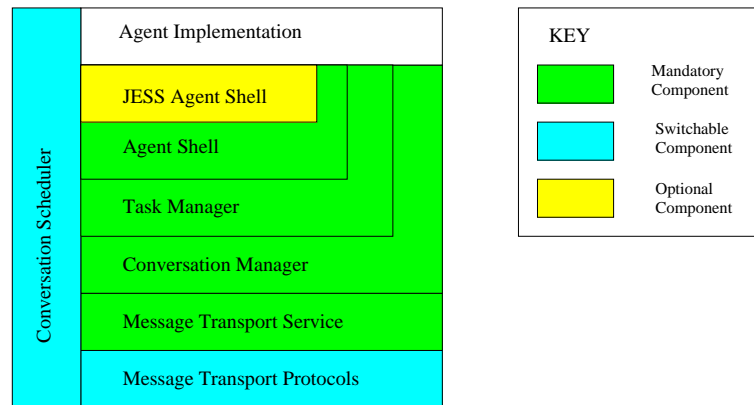 Agent Implementation
JESS Agent Shell
Agent Shell
Task Manager
Conversation Manager
Message Transport Service
Message Transport Protocols
Conversation Scheduler
KEY
Mandatory
Component
Switchable
Component
Optional
Component